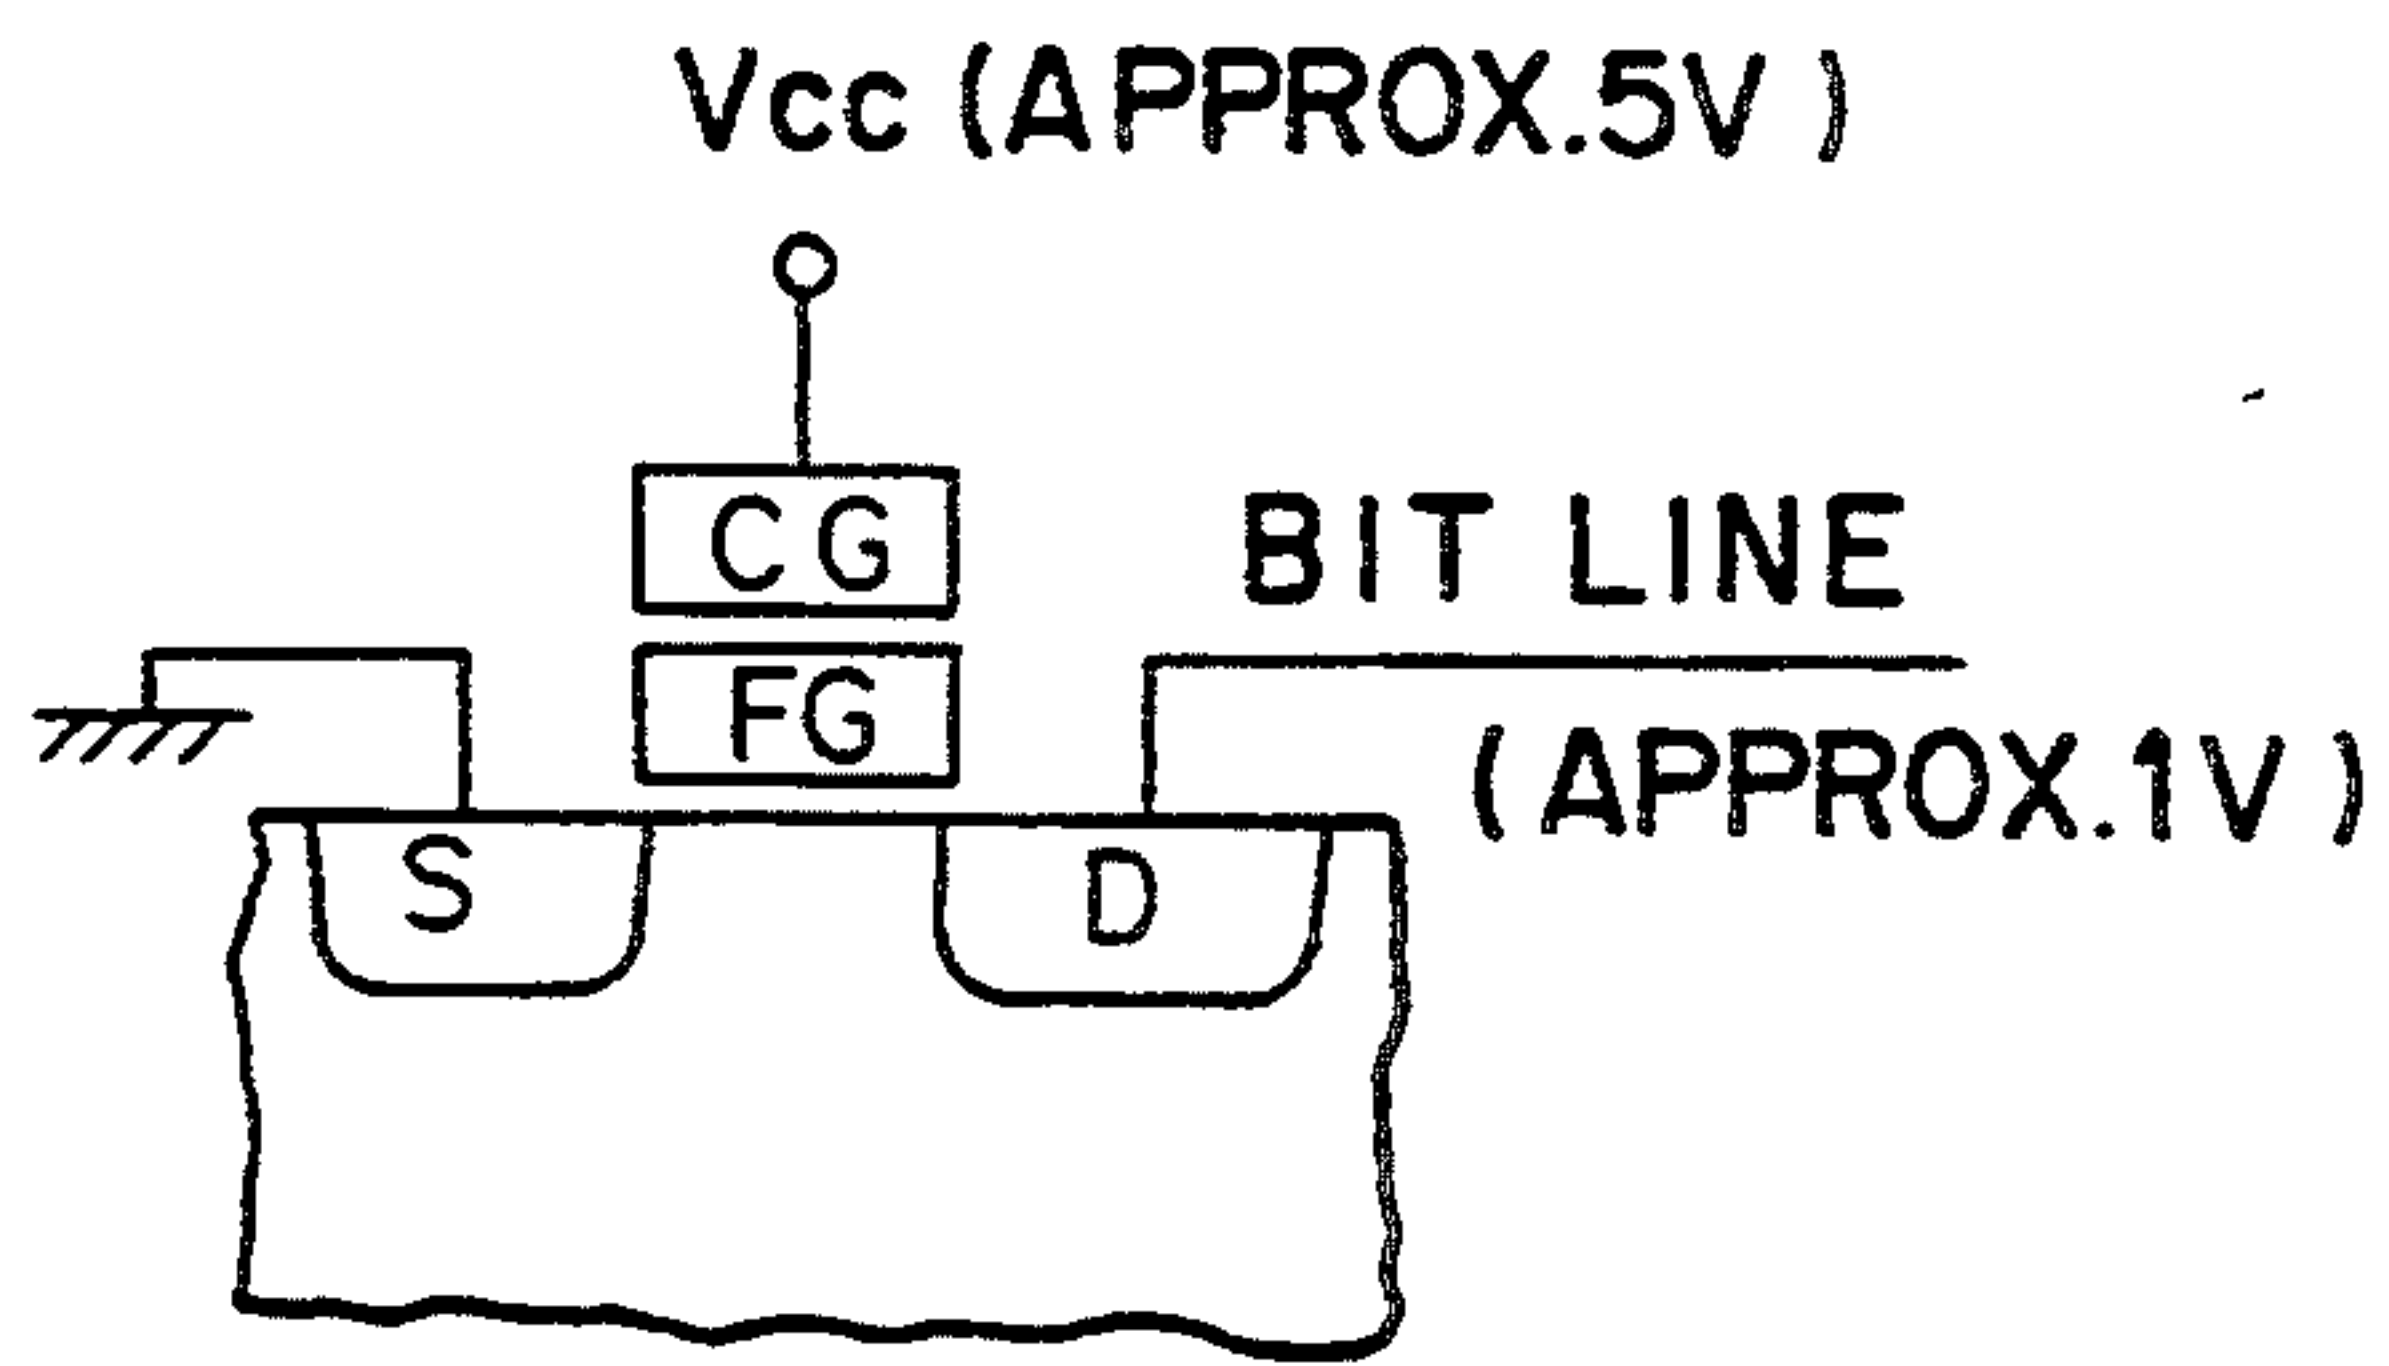 Vcc (APPROX.5V)
CG
BIT LINE
FG
(APPROX.1V)
S
D